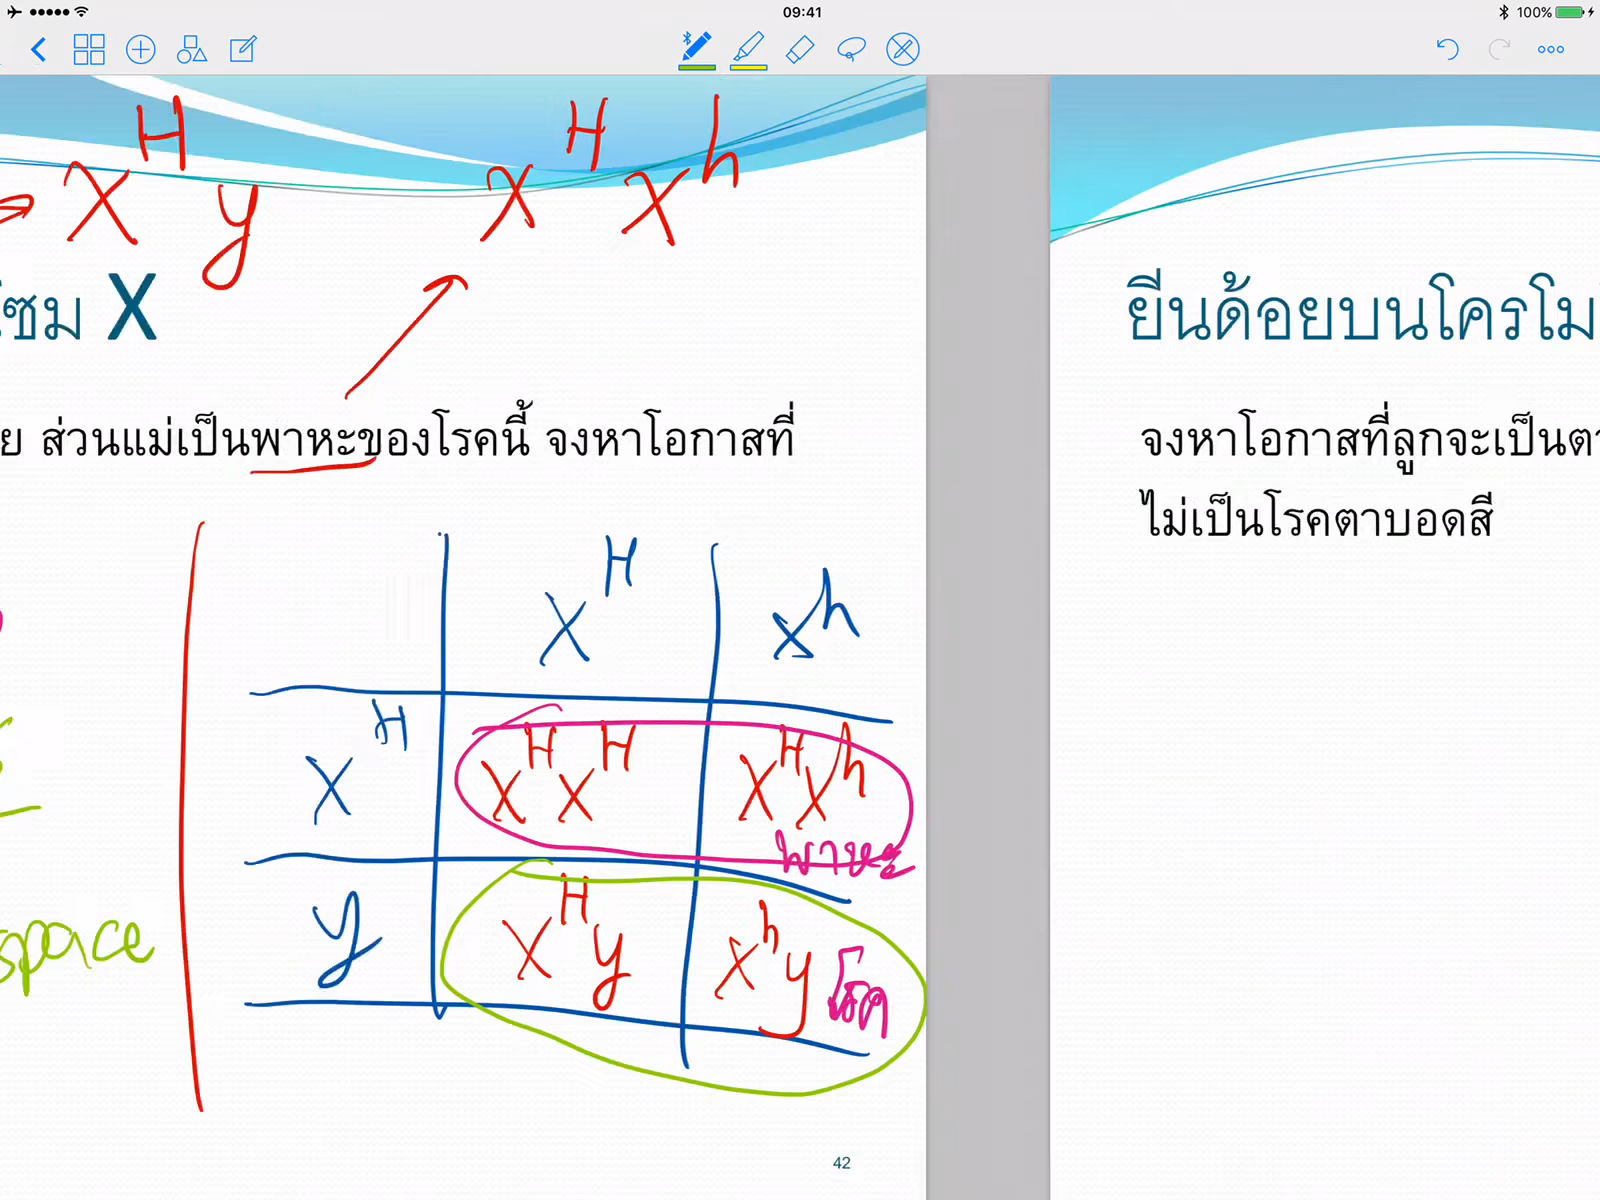 09:41
100%
X^H y
X^H X^h
โซม X
ย ส่วนแม่เป็นพาหะของโรคนี้ จงหาโอกาสที่
X^H
X^h
X^H
X^H X^H
X^H X^h
พาหะ
y
X^H y
X^h y
โรค
space
42
ยีนด้อยบนโครโม
จงหาโอกาสที่ลูกจะเป็นตา
ไม่เป็นโรคตาบอดสี